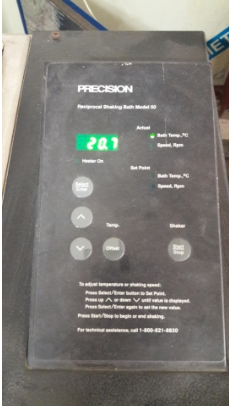 PRECISION
Reciprocal Shaking Bath Model 50
Actual
20.7
Bath Temp., °C
Speed, Rpm
Heater On
Set Point
Bath Temp., °C
Speed, Rpm
Select
Enter
Temp.
Shaker
Offset
Start
Stop
To adjust temperature or shaking speed:
Press Select/Enter button to Set Point.
Press up ∧ or down ∨ until value is displayed.
Press Select/Enter again to set the new value.
Press Start/Stop to begin or end shaking.
For technical assistance, call 1-800-621-8820